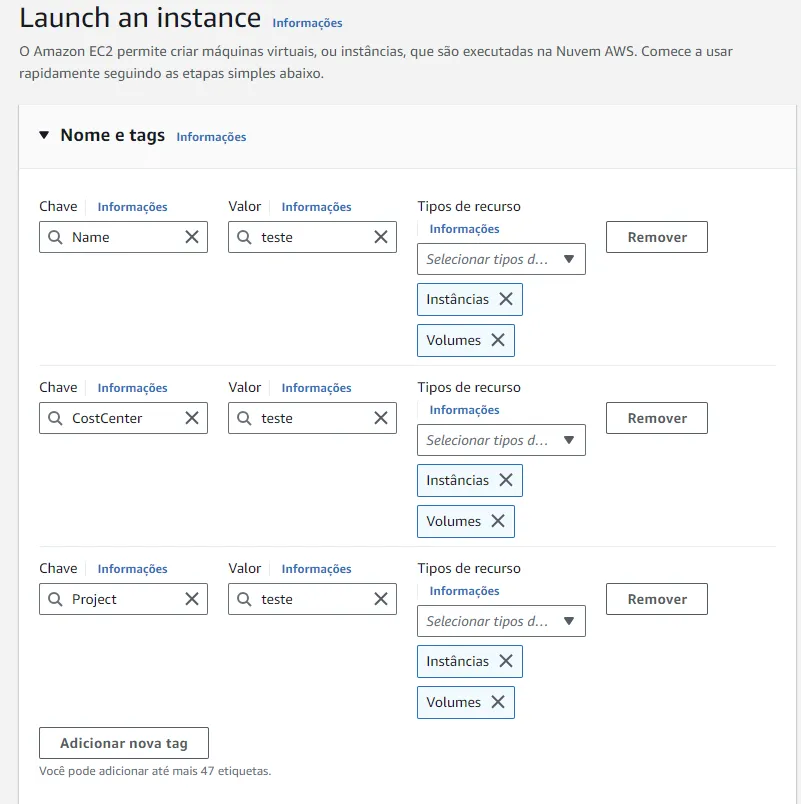 Launch an instance Informações
O Amazon EC2 permite criar máquinas virtuais, ou instâncias, que são executadas na Nuvem AWS. Comece a usar
rapidamente seguindo as etapas simples abaixo.
Nome e tags Informações
Chave Informações Valor Informações Tipos de recurso
Informações
Name teste Remover
Selecionar tipos d...
Instâncias
Volumes
Chave Informações Valor Informações Tipos de recurso
Informações
CostCenter teste Remover
Selecionar tipos d...
Instâncias
Volumes
Chave Informações Valor Informações Tipos de recurso
Informações
Project teste Remover
Selecionar tipos d...
Instâncias
Volumes
Adicionar nova tag
Você pode adicionar até mais 47 etiquetas.